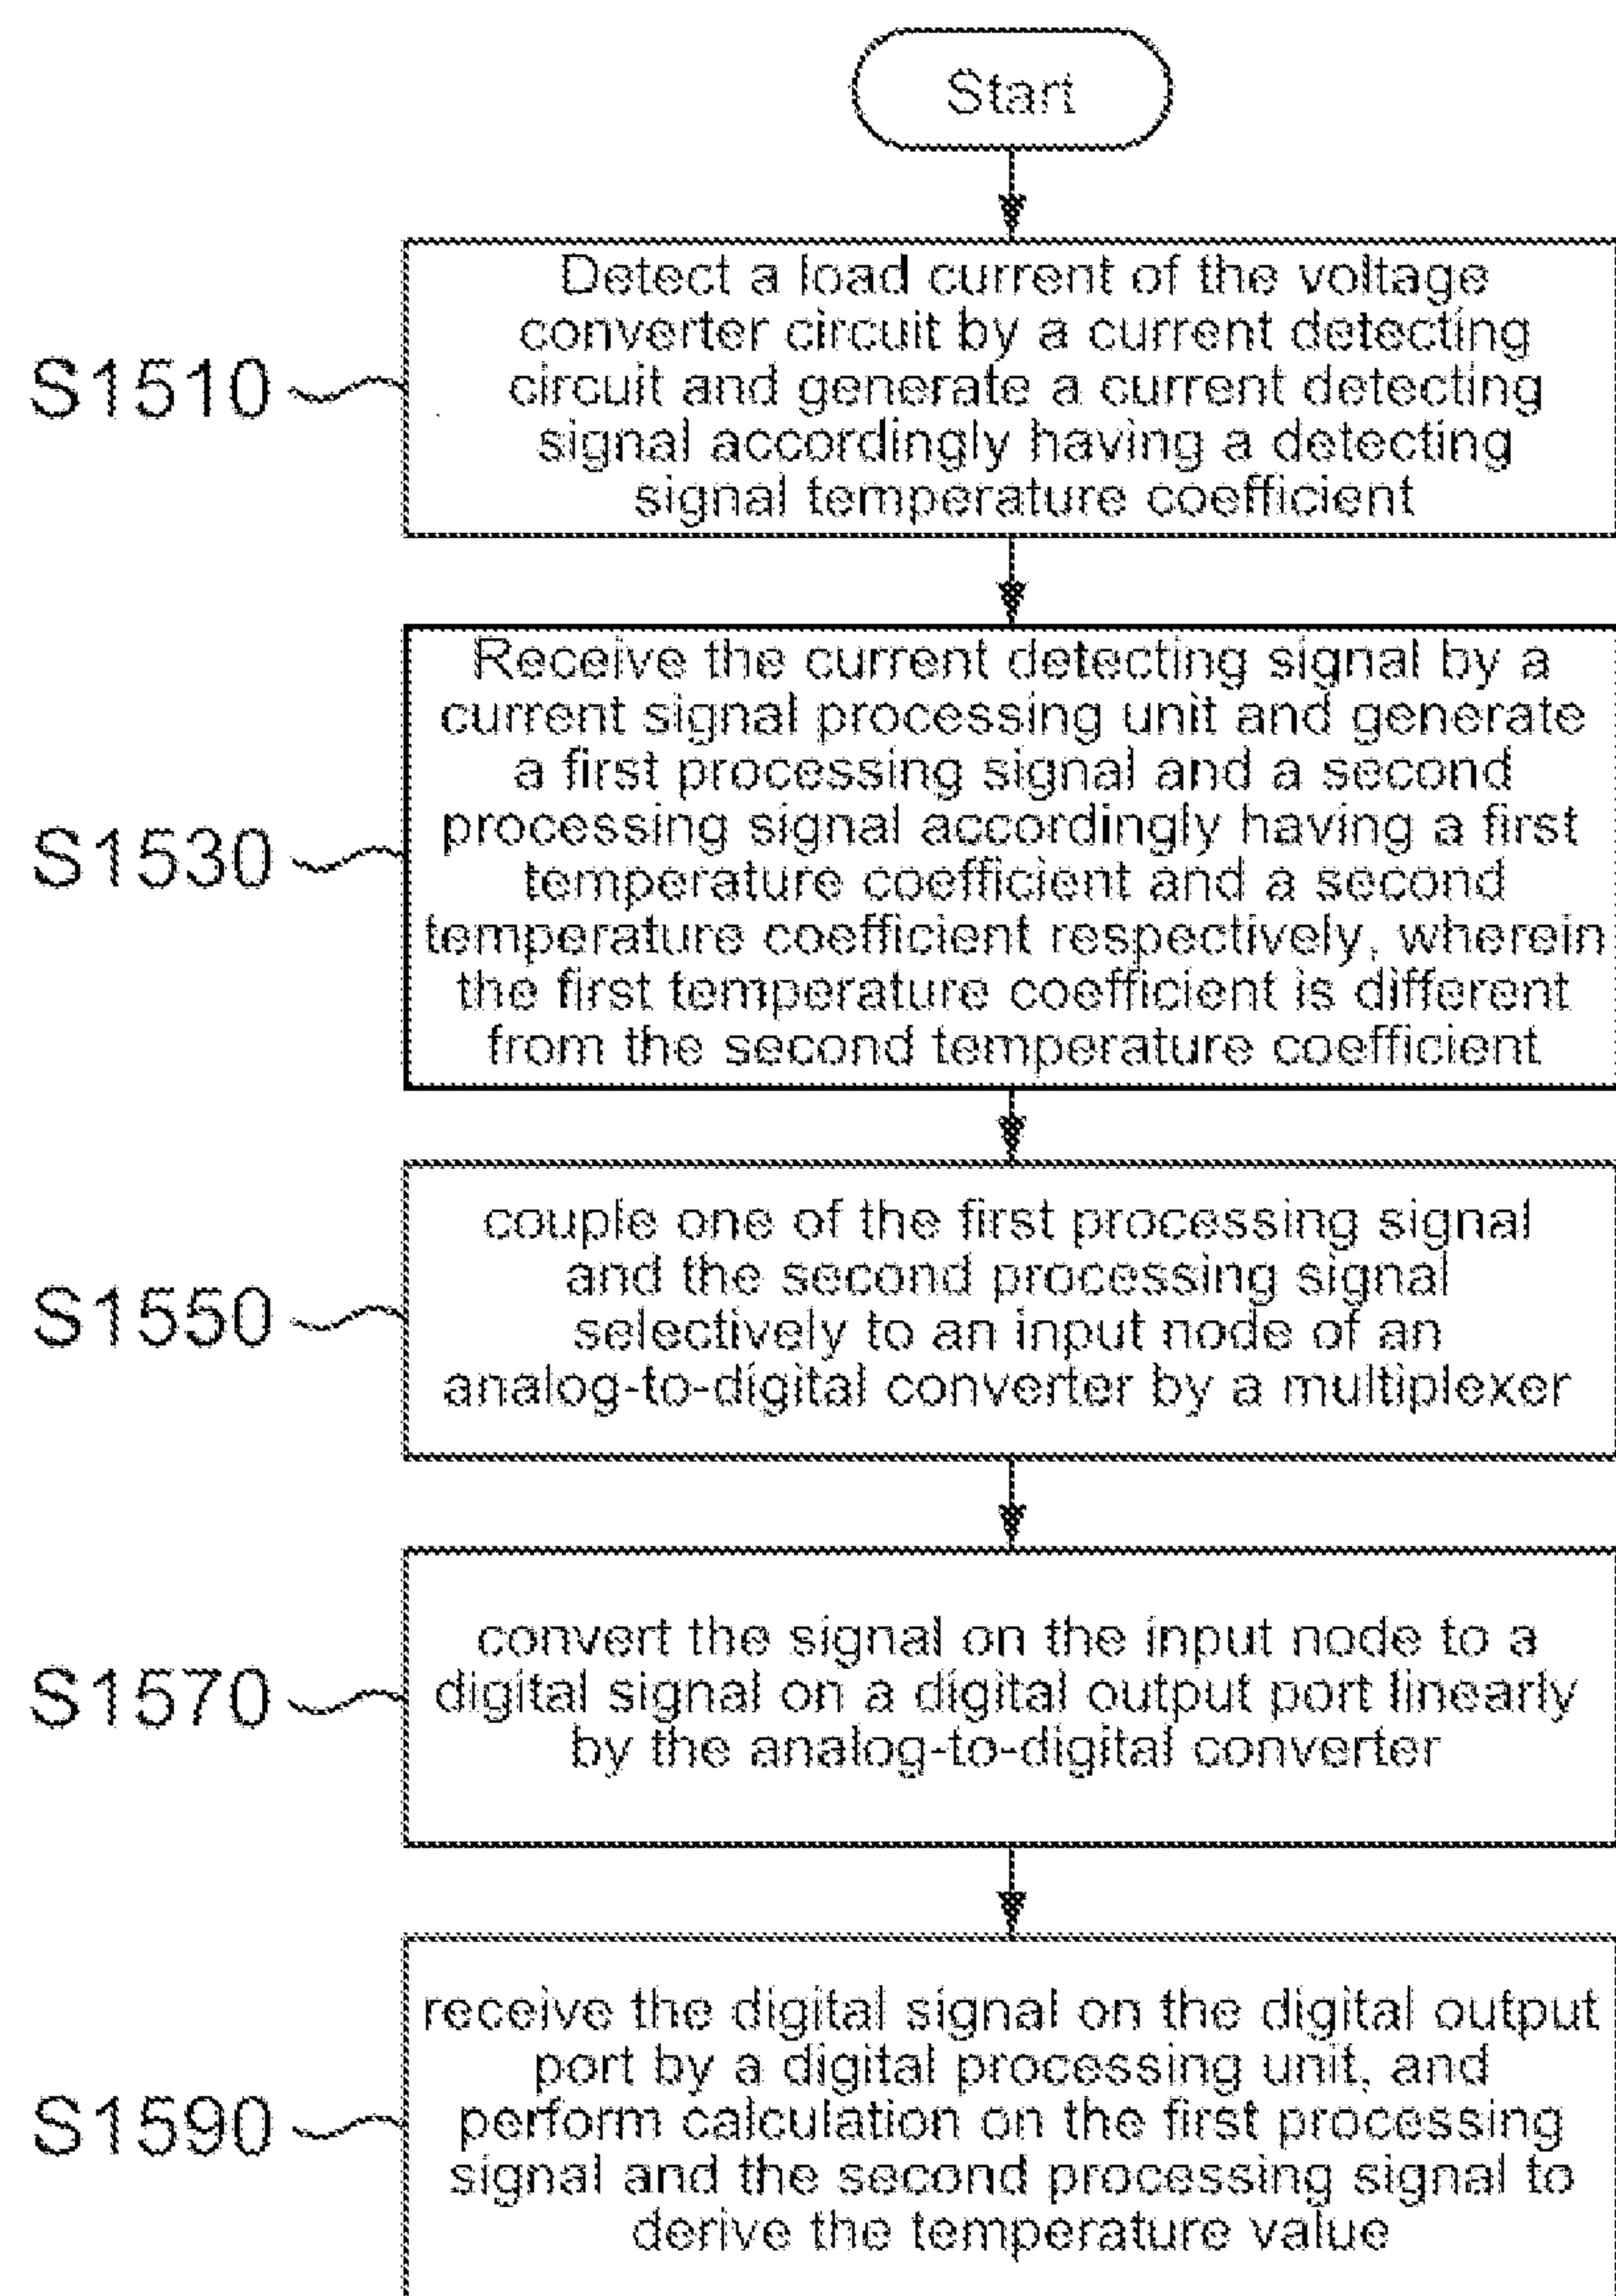 Start
S1510
Detect a load current of the voltage
converter circuit by a current detecting
circuit and generate a current detecting
signal accordingly having a detecting
signal temperature coefficient
S1530
Receive the current detecting signal by a
current signal processing unit and generate
a first processing signal and a second
processing signal accordingly having a first
temperature coefficient and a second
temperature coefficient respectively, wherein
the first temperature coefficient is different
from the second temperature coefficient
S1550
couple one of the first processing signal
and the second processing signal
selectively to an input node of an
analog-to-digital converter by a multiplexer
S1570
convert the signal on the input node to a
digital signal on a digital output port linearly
by the analog-to-digital converter
S1590
receive the digital signal on the digital output
port by a digital processing unit, and
perform calculation on the first processing
signal and the second processing signal to
derive the temperature value